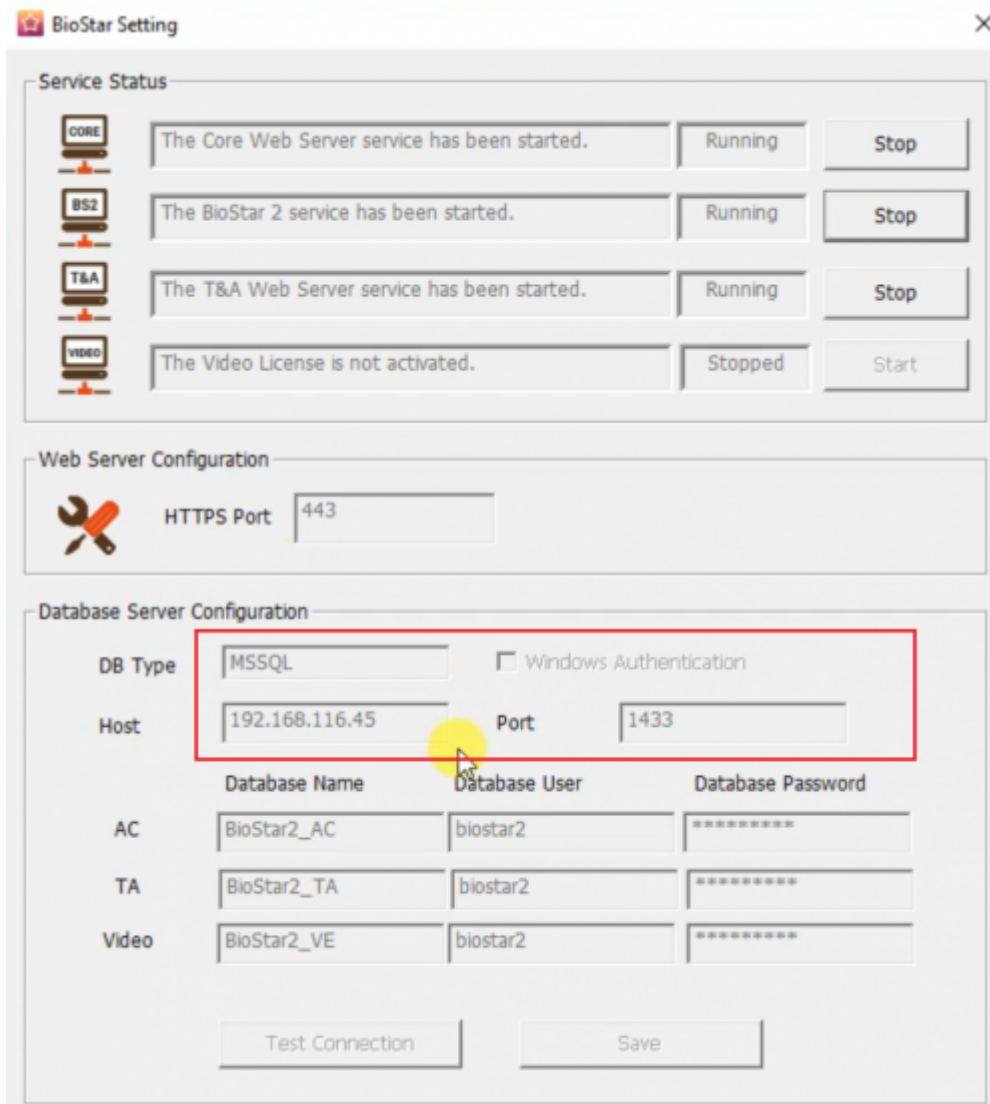 BioStar Setting
Service Status
CORE The Core Web Server service has been started. Running Stop
BS2 The BioStar 2 service has been started. Running Stop
T&A The T&A Web Server service has been started. Running Stop
VIDEO The Video License is not activated. Stopped Start
Web Server Configuration
HTTPS Port 443
Database Server Configuration
DB Type MSSQL Windows Authentication
Host 192.168.116.45 Port 1433
Database Name Database User Database Password
AC BioStar2_AC biostar2 *********
TA BioStar2_TA biostar2 *********
Video BioStar2_VE biostar2 *********
Test Connection Save